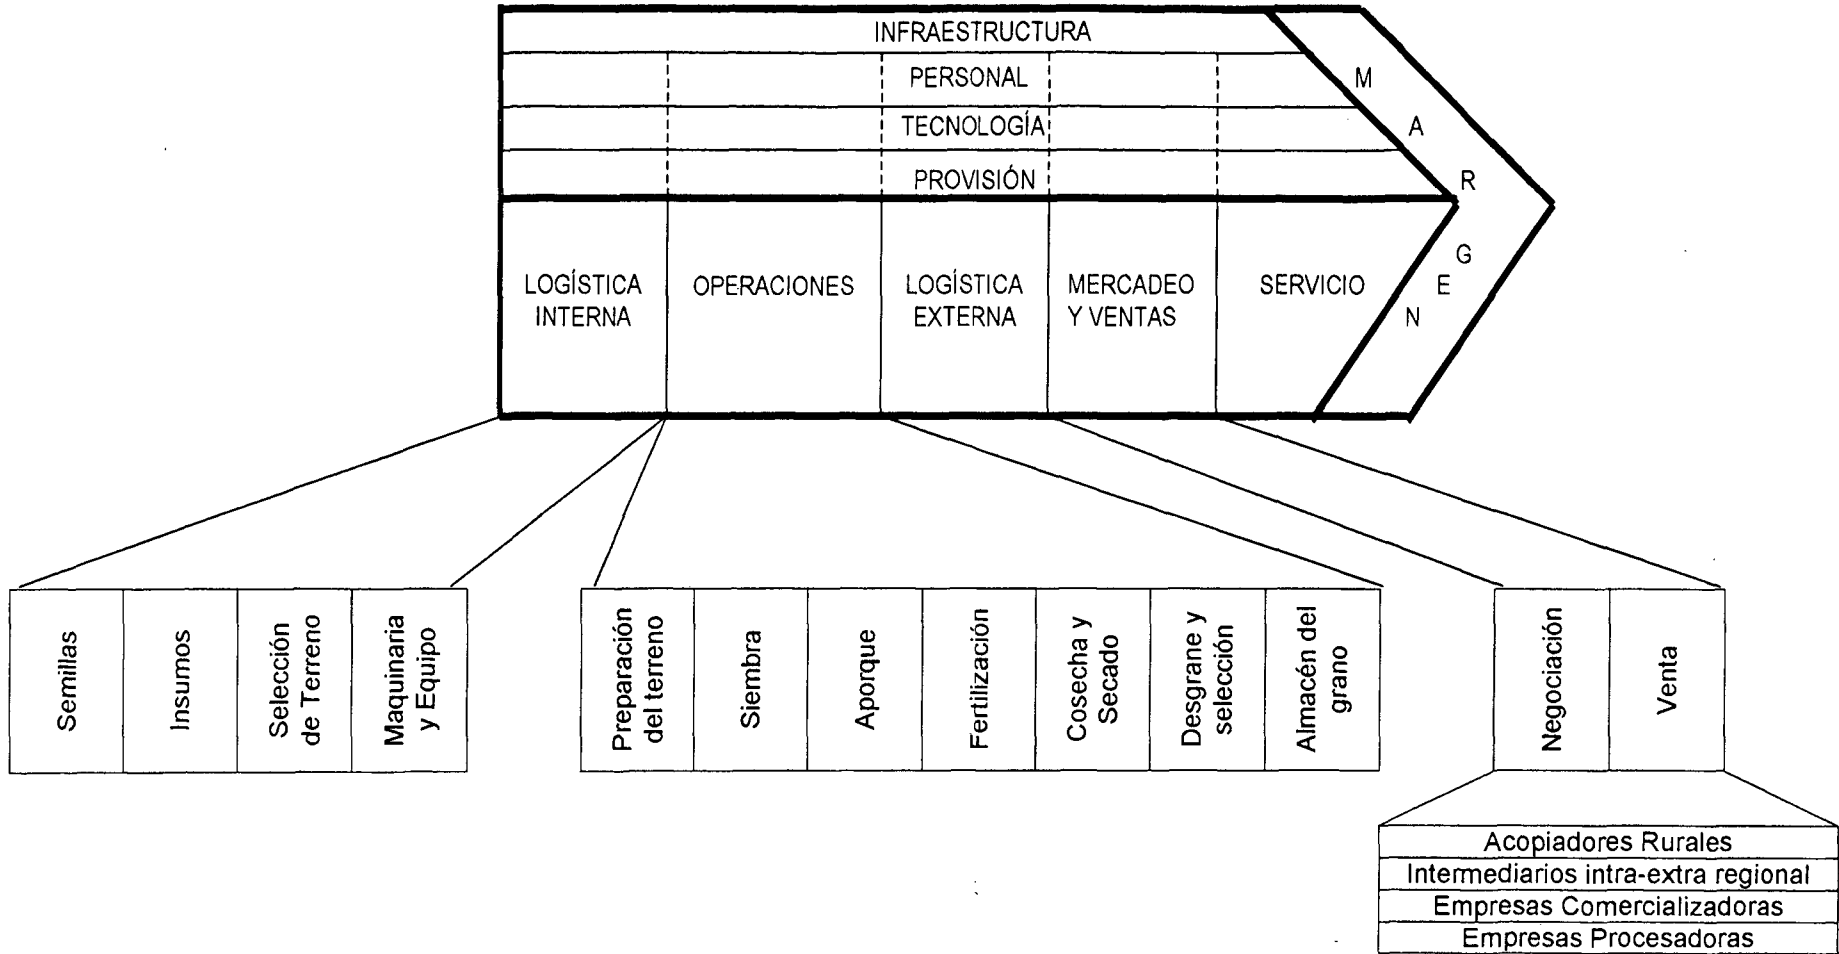 INFRAESTRUCTURA
PERSONAL
TECNOLOGÍA
PROVISIÓN
M
A
R
G
E
N
LOGÍSTICA
INTERNA
OPERACIONES
LOGÍSTICA
EXTERNA
MERCADEO
Y VENTAS
SERVICIO
Semillas
Insumos
Selección
de Terreno
Maquinaria
y Equipo
Preparación
del terreno
Siembra
Aporque
Fertilización
Cosecha y
Secado
Desgrane y
selección
Almacén del
grano
Negociación
Venta
Acopiadores Rurales
Intermediarios intra-extra regional
Empresas Comercializadoras
Empresas Procesadoras